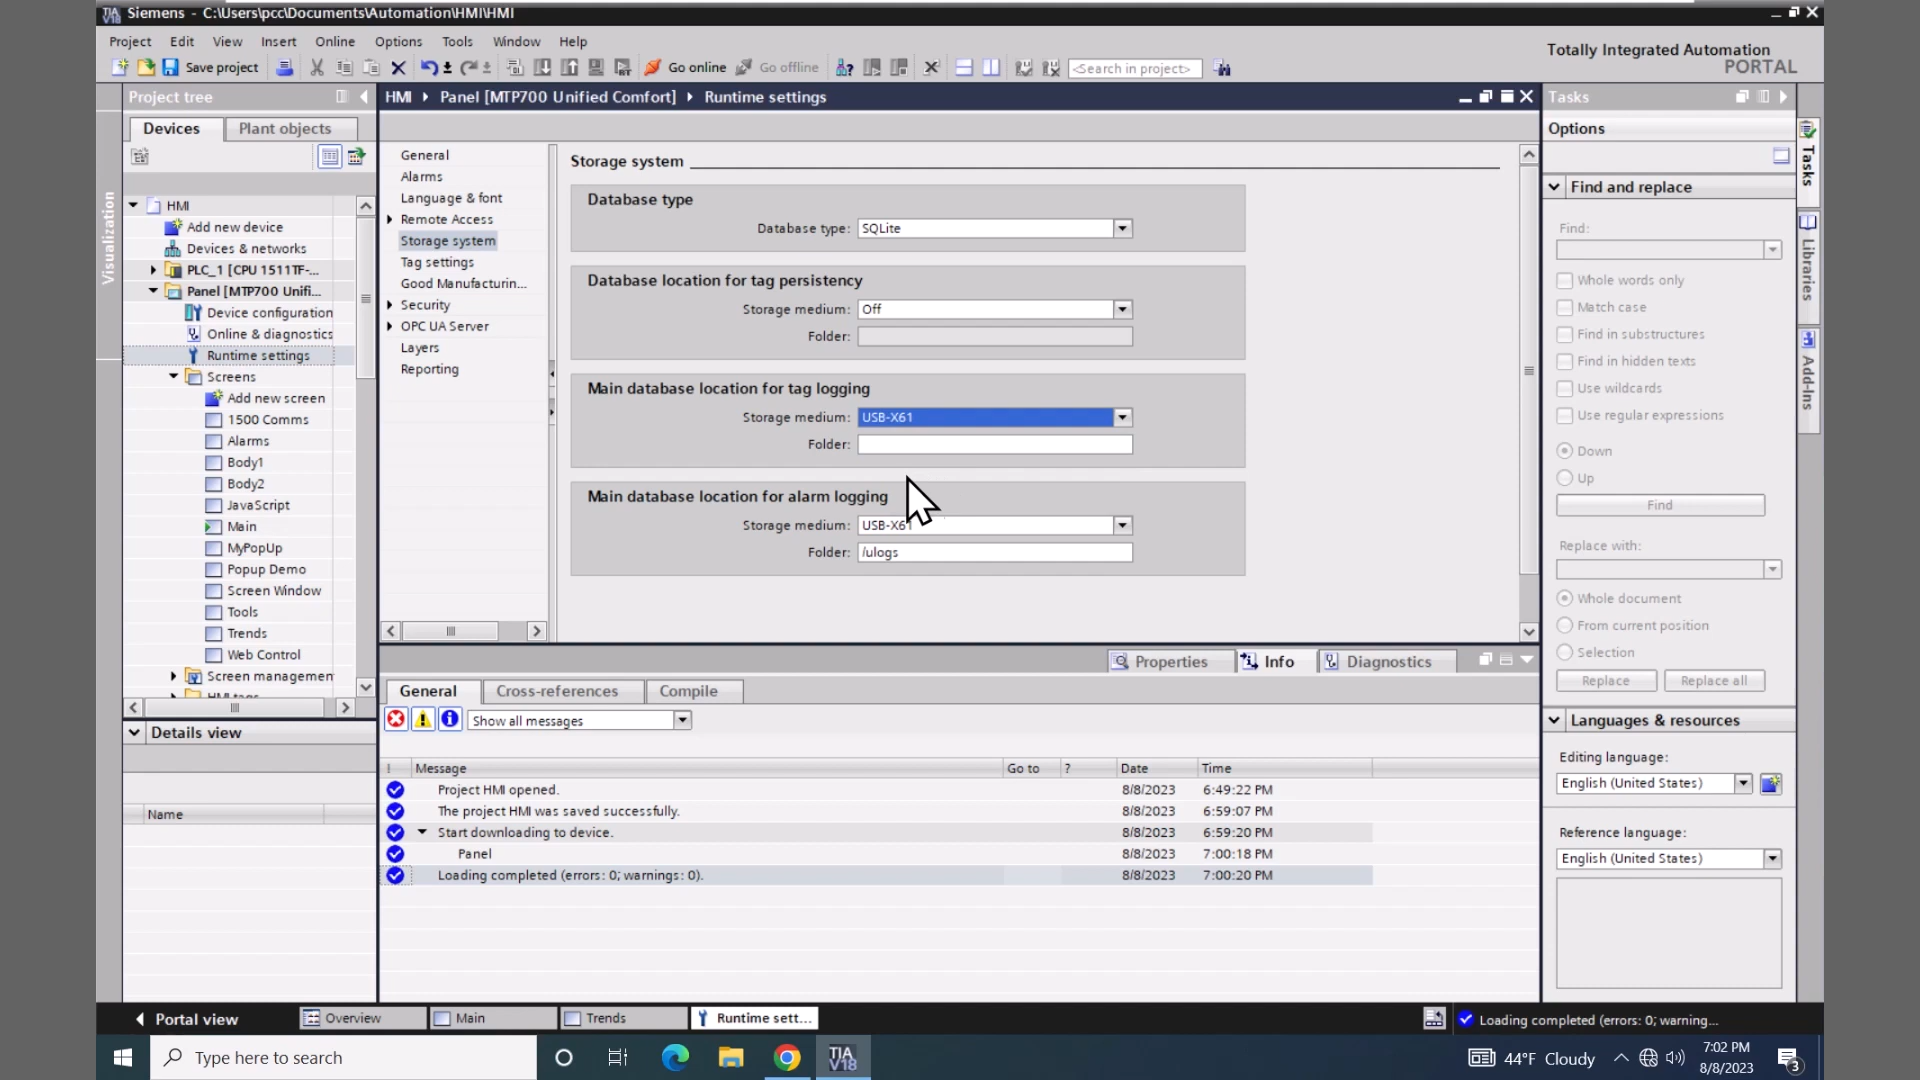 Siemens - C:\Users\pcc\Documents\Automation\HMI\HMI
Project Edit View Insert Online Options Tools Window Help
Totally Integrated Automation
PORTAL
Save project Go online Go offline <Search in project>
Project tree
HMI Panel [MTP700 Unified Comfort] Runtime settings
Tasks
Devices Plant objects
Options
Visualization
HMI
Add new device
Devices & networks
PLC_1 [CPU 1511TF-...
Panel [MTP700 Unifi...
Device configuration
Online & diagnostics
Runtime settings
Screens
Add new screen
1500 Comms
Alarms
Body1
Body2
JavaScript
Main
MyPopUp
Popup Demo
Screen Window
Tools
Trends
Web Control
Screen managemen
HMI tags
Details view
Name
General
Alarms
Language & font
Remote Access
Storage system
Tag settings
Good Manufacturin...
Security
OPC UA Server
Layers
Reporting
Storage system
Database type
Database type: SQLite
Database location for tag persistency
Storage medium: Off
Folder:
Main database location for tag logging
Storage medium: USB-X61
Folder:
Main database location for alarm logging
Storage medium: USB-X61
Folder: /ulogs
Properties Info Diagnostics
General Cross-references Compile
Show all messages
! Message Go to ? Date Time
Project HMI opened. 8/8/2023 6:49:22 PM
The project HMI was saved successfully. 8/8/2023 6:59:07 PM
Start downloading to device. 8/8/2023 6:59:20 PM
Panel 8/8/2023 7:00:18 PM
Loading completed (errors: 0; warnings: 0). 8/8/2023 7:00:20 PM
Find and replace
Find:
Whole words only
Match case
Find in substructures
Find in hidden texts
Use wildcards
Use regular expressions
Down
Up
Find
Replace with:
Whole document
From current position
Selection
Replace Replace all
Languages & resources
Editing language:
English (United States)
Reference language:
English (United States)
Tasks
Libraries
Add-Ins
Portal view Overview Main Trends Runtime sett... Loading completed (errors: 0; warning...
Type here to search
TIA
V18
44°F Cloudy
7:02 PM
8/8/2023
3